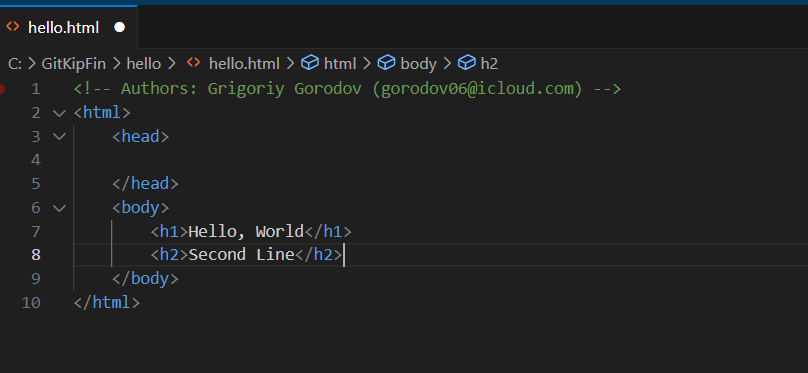 hello.html
C: > GitKipFin > hello > hello.html > html > body > h2
1 <!-- Authors: Grigoriy Gorodov (gorodov06@icloud.com) -->
2 <html>
3     <head>
4
5     </head>
6     <body>
7         <h1>Hello, World</h1>
8         <h2>Second Line</h2>
9     </body>
10 </html>